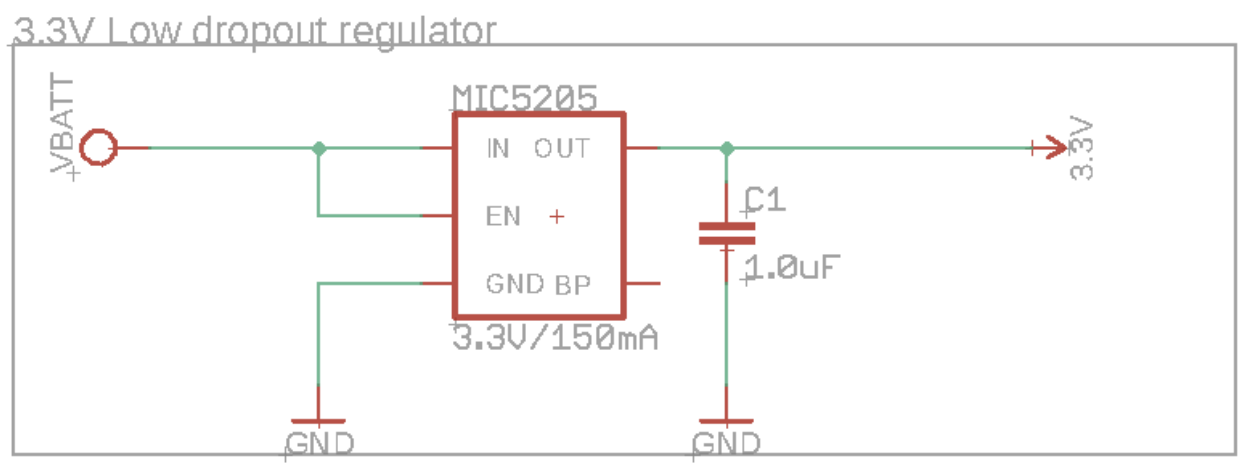 3.3V Low dropout regulator
VBATT
MIC5205
IN OUT
EN
GND BP
3.3V/150mA
C1
1.0uF
3.3V
GND
GND